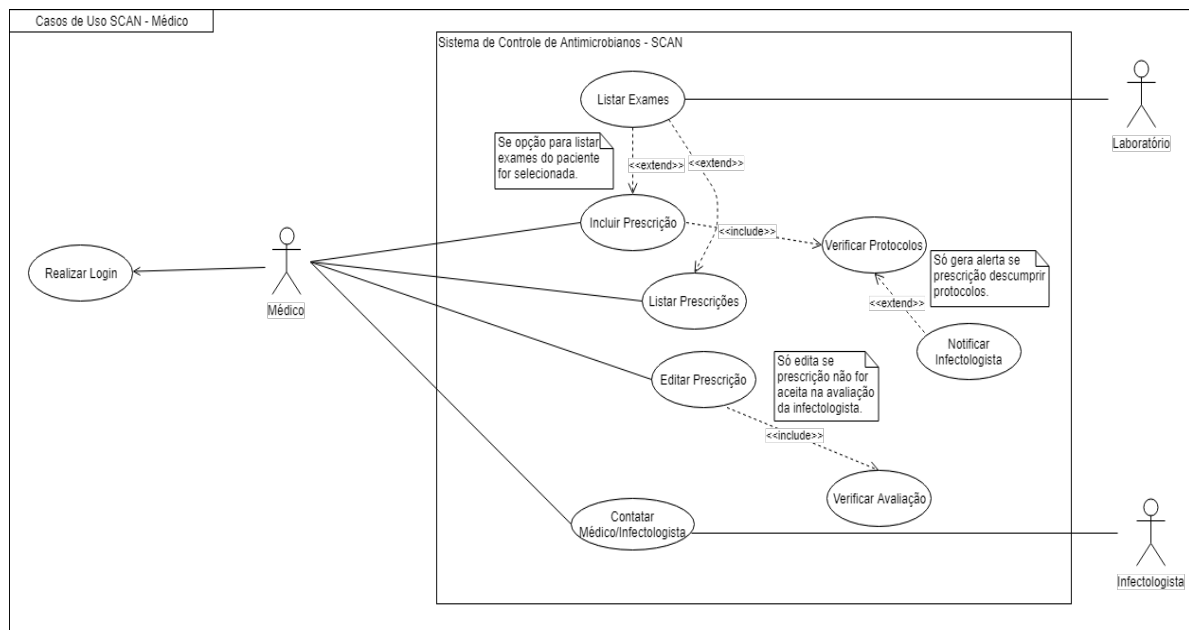 Casos de Uso SCAN - Médico
Sistema de Controle de Antimicrobianos - SCAN
Listar Exames
Laboratório
Se opção para listar
exames do paciente
for selecionada.
<<extend>>
<<extend>>
Incluir Prescrição
<<include>>
Verificar Protocolos
Só gera alerta se
prescrição descumprir
protocolos.
Realizar Login
Médico
Listar Prescrições
<<extend>>
Notificar
Infectologista
Editar Prescrição
Só edita se
prescrição não for
aceita na avaliação
da infectologista.
<<include>>
Verificar Avaliação
Contatar
Médico/Infectologista
Infectologista